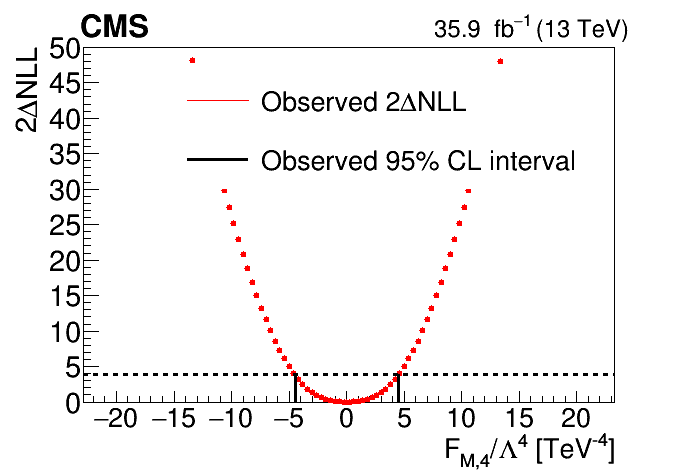 CMS 35.9 fb⁻¹ (13 TeV)
2ΔNLL
50
45
40
35
30
25
20
15
10
5
0
Observed 2ΔNLL
Observed 95% CL interval
−20 −15 −10 −5 0 5 10 15 20
F_M,4/Λ⁴ [TeV⁻⁴]